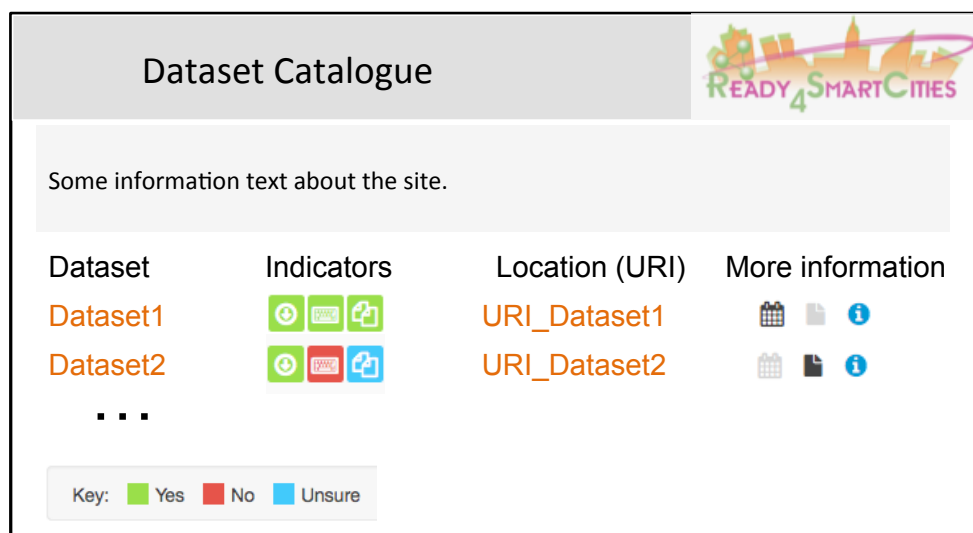 Dataset Catalogue
READY4SMARTCITIES
Some information text about the site.
Dataset Indicators Location (URI) More information
Dataset1 URI_Dataset1
Dataset2 URI_Dataset2
...
Key: Yes No Unsure